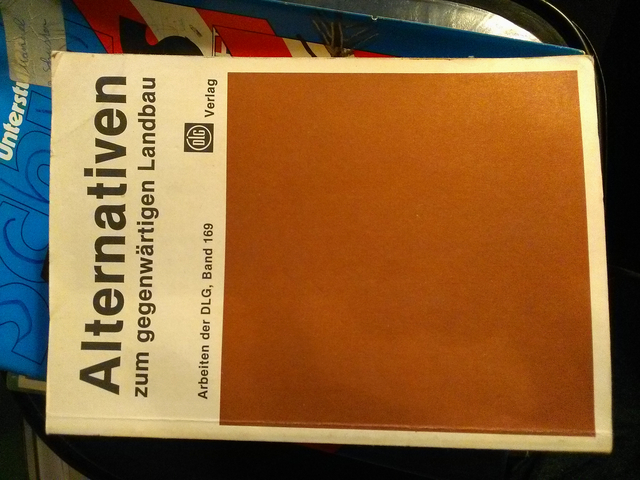 Alternativen
zum gegenwärtigen Landbau
Arbeiten der DLG, Band 169
DLG Verlag